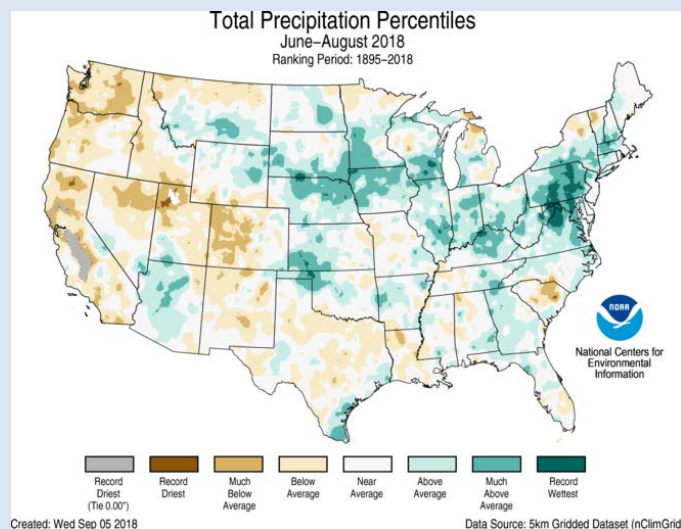 Total Precipitation Percentiles
June–August 2018
Ranking Period: 1895–2018
NOAA
National Centers for
Environmental
Information
Record
Driest
(Tie 0.00")
Record
Driest
Much
Below
Average
Below
Average
Near
Average
Above
Average
Much
Above
Average
Record
Wettest
Created: Wed Sep 05 2018
Data Source: 5km Gridded Dataset (nClimGrid